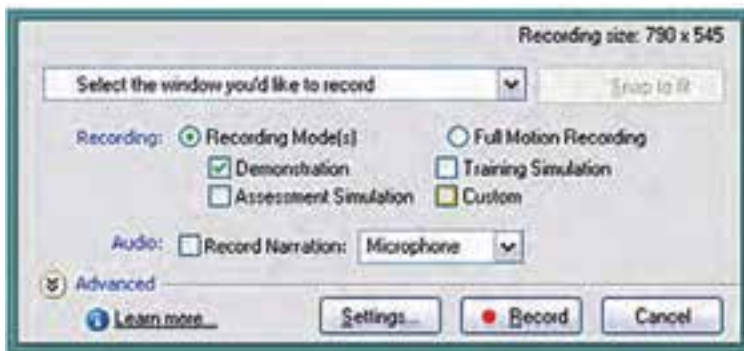 Recording size: 790 x 545
Select the window you'd like to record Snap to fit
Recording: Recording Mode(s) Full Motion Recording
Demonstration Training Simulation
Assessment Simulation Custom
Audio: Record Narration: Microphone
Advanced
Learn more... Settings... Record Cancel